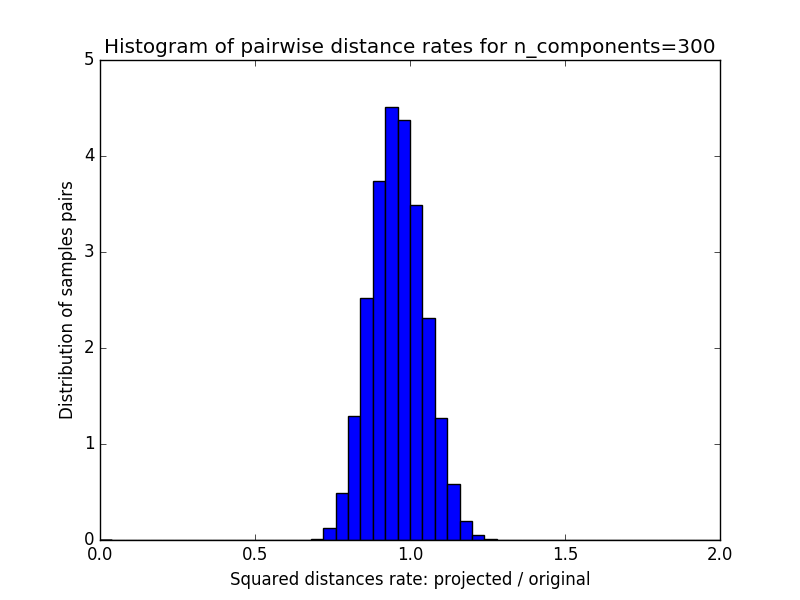 Histogram of pairwise distance rates for n_components=300
5
4
3
2
1
0
Distribution of samples pairs
0.0 0.5 1.0 1.5 2.0
Squared distances rate: projected / original